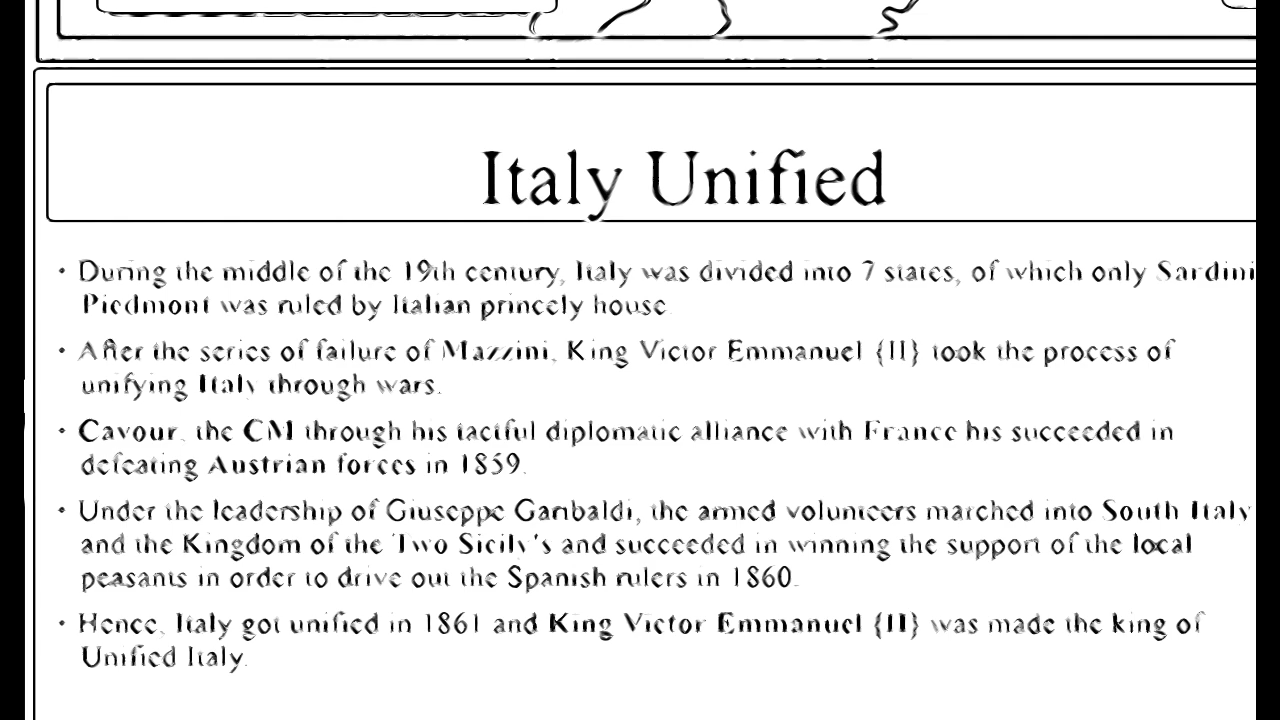 Italy Unified
• During the middle of the 19th century, Italy was divided into 7 states, of which only Sardini
Piedmont was ruled by Italian princely house
• After the series of failure of Mazzini, King Victor Emmanuel {II} took the process of
unifying Italy through wars.
• Cavour, the CM through his tactful diplomatic alliance with France his succeeded in
defeating Austrian forces in 1859.
• Under the leadership of Giuseppe Garibaldi, the armed volunteers marched into South Italy
and the Kingdom of the Two Sicily's and succeeded in winning the support of the local
peasants in order to drive out the Spanish rulers in 1860.
• Hence, Italy got unified in 1861 and King Victor Emmanuel {II} was made the king of
Unified Italy.